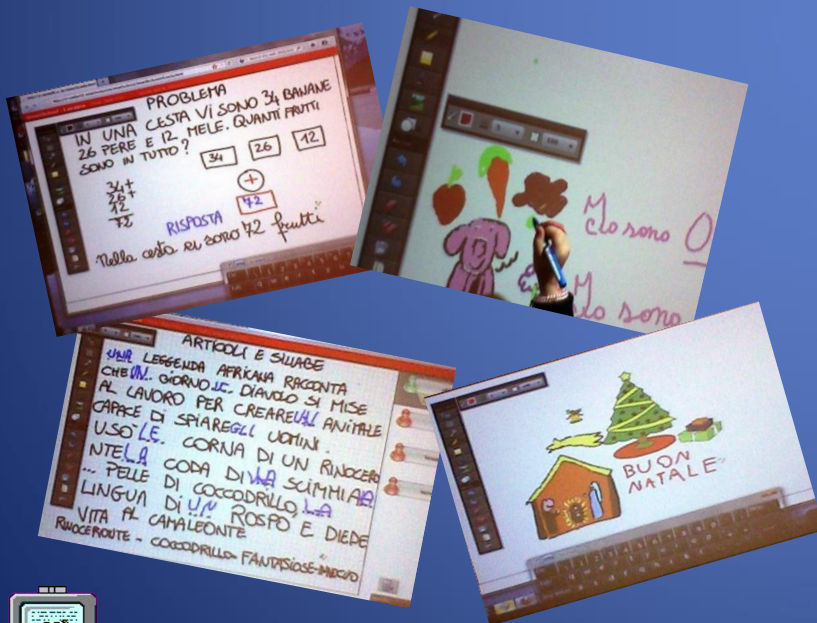 PROBLEMA
IN UNA CESTA VI SONO 34 BANANE
26 PERE E 12 MELE. QUANTI FRUTTI
SONO IN TUTTO?
34 26 12
34+
26+
12
72
+
72
RISPOSTA
Nella cesta vi sono 72 frutti
Io sono O
Io sono
ARTICOLI E SILLABE
UNA LEGGENDA AFRICANA RACCONTA
CHE UN GIORNO IL DIAVOLO SI MISE
AL LAVORO PER CREARE UN ANIMALE
CAPACE DI SPIARE GLI UOMINI.
USÒ LE CORNA DI UN RINOCERO
NTE LA CODA DI UNA SCIMMIA LA
... PELLE DI COCCODRILLO, LA
LINGUA DI UN ROSPO E DIEDE
VITA AL CAMALEONTE
RINOCERONTE - COCCODRILLO - FANTASIOSE -
BUON
NATALE